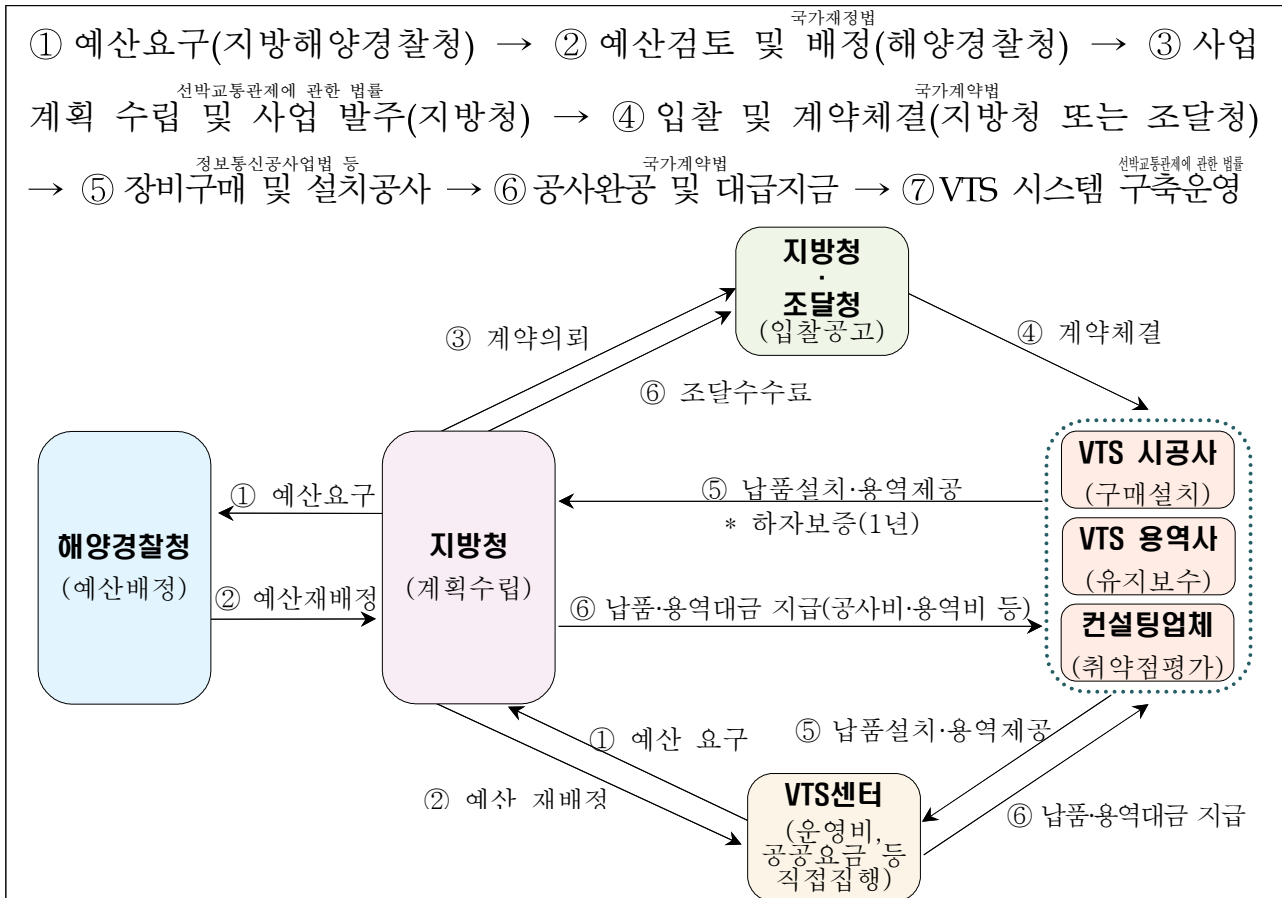 국가재정법
① 예산요구(지방해양경찰청) → ② 예산검토 및 배정(해양경찰청) → ③ 사업
선박교통관제에 관한 법률 국가계약법
계획 수립 및 사업 발주(지방청) → ④ 입찰 및 계약체결(지방청 또는 조달청)
정보통신공사업법 등 국가계약법 선박교통관제에 관한 법률
→ ⑤ 장비구매 및 설치공사 → ⑥ 공사완공 및 대급지금 → ⑦ VTS 시스템 구축운영
지방청
·
조달청
(입찰공고)
③ 계약의뢰
④ 계약체결
⑥ 조달수수료
해양경찰청
(예산배정)
① 예산요구
② 예산재배정
지방청
(계획수립)
⑤ 납품설치·용역제공
* 하자보증(1년)
⑥ 납품·용역대금 지급(공사비·용역비 등)
VTS 시공사
(구매설치)
VTS 용역사
(유지보수)
컨설팅업체
(취약점평가)
① 예산 요구
② 예산 재배정
⑤ 납품설치·용역제공
⑥ 납품·용역대금 지급
VTS센터
(운영비,
공공요금 등
직접집행)